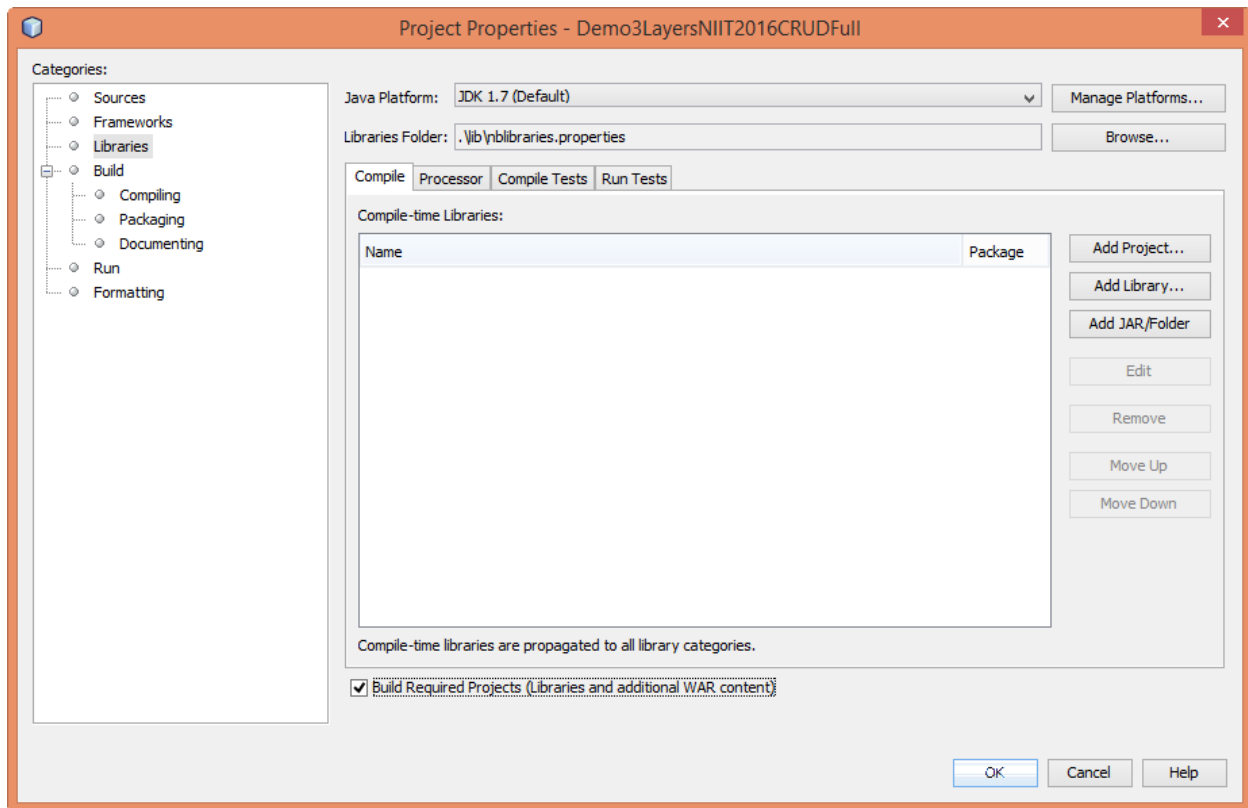 Project Properties - Demo3LayersNIIT2016CRUDFull
Categories:
Sources
Frameworks
Libraries
Build
Compiling
Packaging
Documenting
Run
Formatting
Java Platform: JDK 1.7 (Default) Manage Platforms...
Libraries Folder: .\lib\nblibraries.properties Browse...
Compile Processor Compile Tests Run Tests
Compile-time Libraries:
Name Package
Add Project...
Add Library...
Add JAR/Folder
Edit
Remove
Move Up
Move Down
Compile-time libraries are propagated to all library categories.
Build Required Projects (Libraries and additional WAR content)
OK Cancel Help